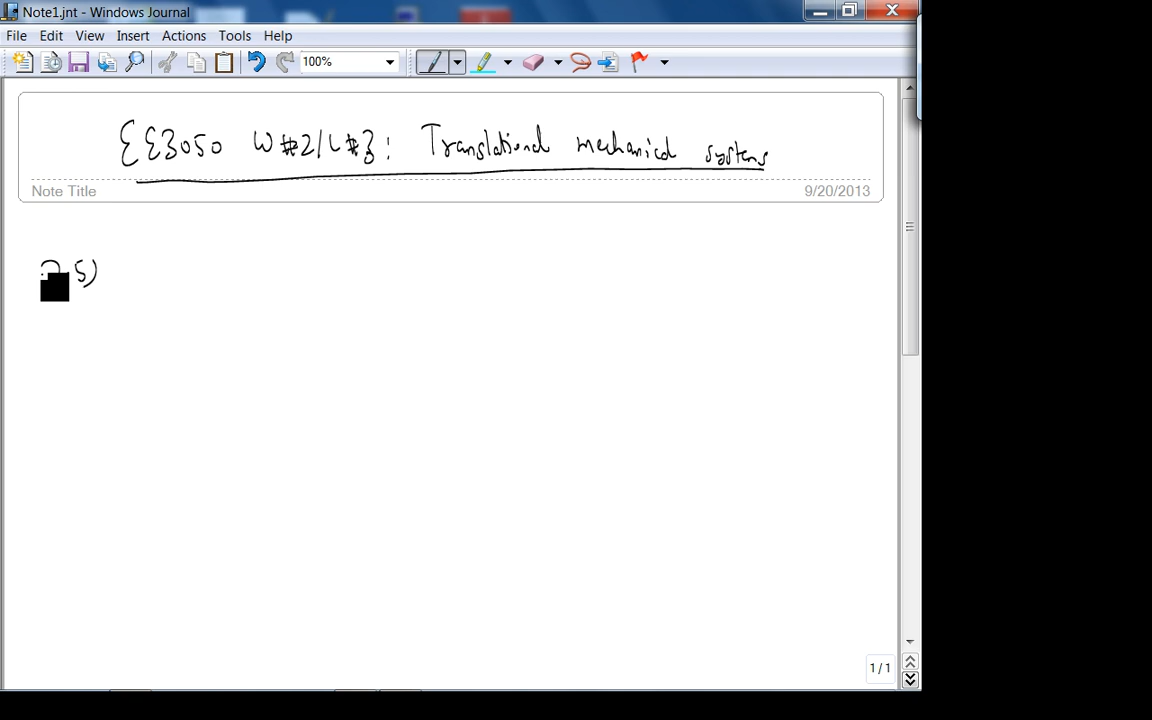 Note1.jnt - Windows Journal
File Edit View Insert Actions Tools Help
100%
EE3050 W#2/L#3: Translational mechanical systems
Note Title 9/20/2013
5)
1 / 1